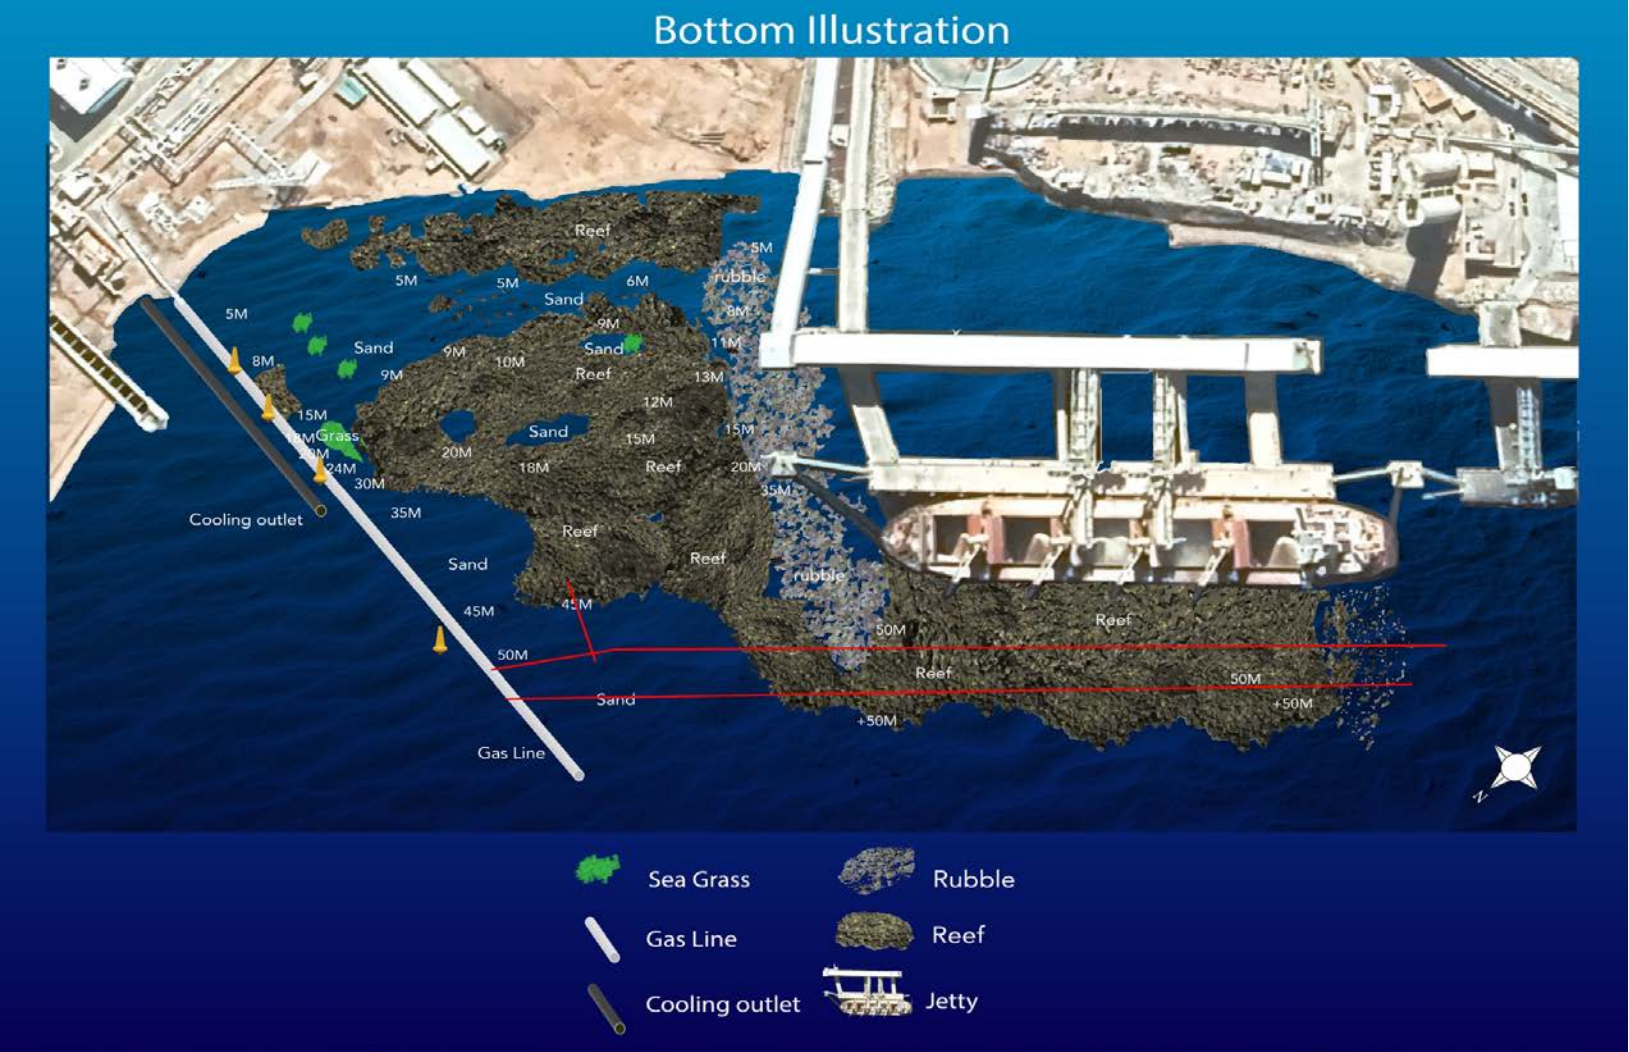 Bottom Illustration
Reef
5M
rubble
5M
5M
6M
Sand
5M
8M
9M
11M
Sand
Sand
9M
10M
8M
Reef
9M
13M
12M
15M
Grass
18M
Sand
15M
15M
20M
24M
20M
18M
Reef
20M
30M
35M
35M
Cooling outlet
Reef
Reef
Sand
rubble
45M
45M
Reef
50M
50M
Reef
50M
Sand
+50M
+50M
Gas Line
N
Sea Grass
Rubble
Gas Line
Reef
Cooling outlet
Jetty